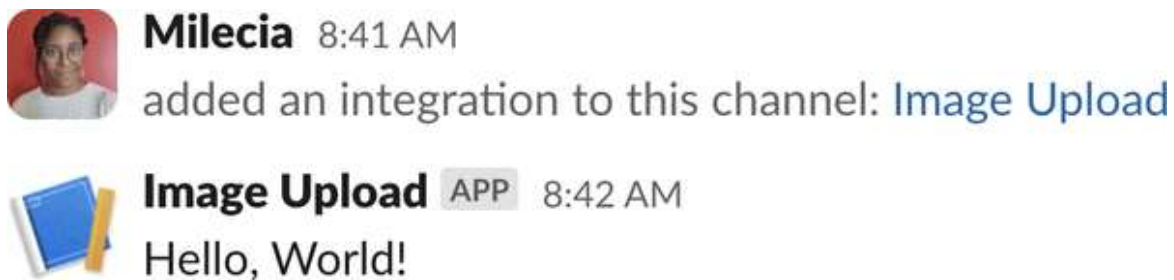 Milecia 8:41 AM
added an integration to this channel: Image Upload
Image Upload APP 8:42 AM
Hello, World!